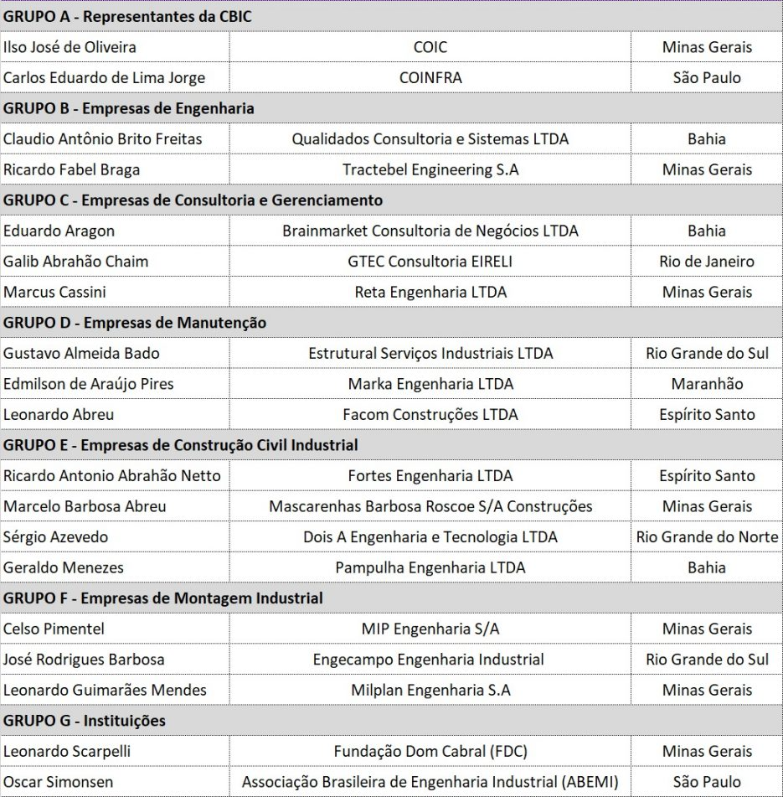 GRUPO A - Representantes da CBIC
Ilso José de Oliveira COIC Minas Gerais
Carlos Eduardo de Lima Jorge COINFRA São Paulo
GRUPO B - Empresas de Engenharia
Claudio Antônio Brito Freitas Qualidados Consultoria e Sistemas LTDA Bahia
Ricardo Fabel Braga Tractebel Engineering S.A Minas Gerais
GRUPO C - Empresas de Consultoria e Gerenciamento
Eduardo Aragon Brainmarket Consultoria de Negócios LTDA Bahia
Galib Abrahão Chaim GTEC Consultoria EIRELI Rio de Janeiro
Marcus Cassini Reta Engenharia LTDA Minas Gerais
GRUPO D - Empresas de Manutenção
Gustavo Almeida Bado Estrutural Serviços Industriais LTDA Rio Grande do Sul
Edmilson de Araújo Pires Marka Engenharia LTDA Maranhão
Leonardo Abreu Facom Construções LTDA Espírito Santo
GRUPO E - Empresas de Construção Civil Industrial
Ricardo Antonio Abrahão Netto Fortes Engenharia LTDA Espírito Santo
Marcelo Barbosa Abreu Mascarenhas Barbosa Roscoe S/A Construções Minas Gerais
Sérgio Azevedo Dois A Engenharia e Tecnologia LTDA Rio Grande do Norte
Geraldo Menezes Pampulha Engenharia LTDA Bahia
GRUPO F - Empresas de Montagem Industrial
Celso Pimentel MIP Engenharia S/A Minas Gerais
José Rodrigues Barbosa Engecampo Engenharia Industrial Rio Grande do Sul
Leonardo Guimarães Mendes Milplan Engenharia S.A Minas Gerais
GRUPO G - Instituições
Leonardo Scarpelli Fundação Dom Cabral (FDC) Minas Gerais
Oscar Simonsen Associação Brasileira de Engenharia Industrial (ABEMI) São Paulo